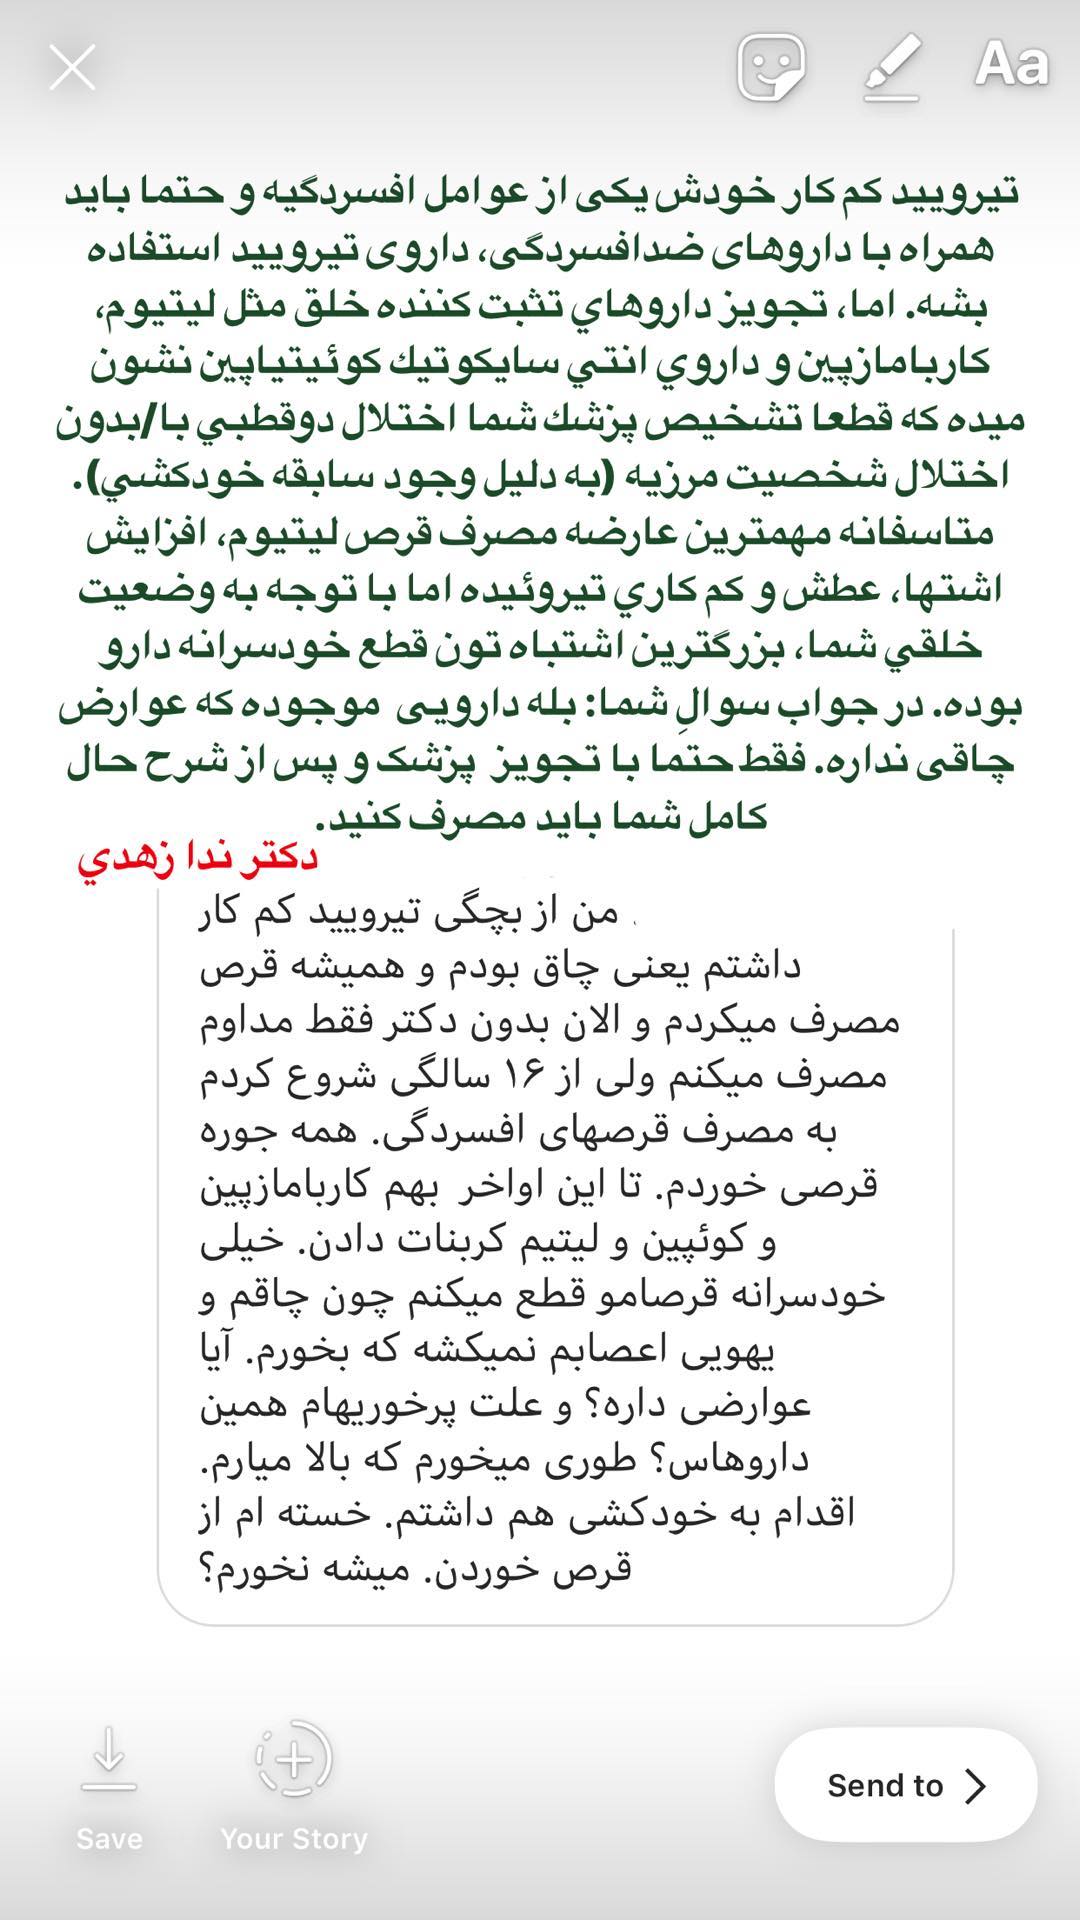 Aa
تیرویید کم کار خودش یکی از عوامل افسردگیه و حتما باید
همراه با داروهای ضدافسردگی، داروی تیرویید استفاده
بشه. اما، تجویز داروهاي تثبت کننده خلق مثل لیتیوم،
کاربامازپین و داروي انتي سایکوتیك کوئیتیاپین نشون
میده که قطعا تشخیص پزشك شما اختلال دوقطبي با/بدون
اختلال شخصیت مرزیه (به دلیل وجود سابقه خودکشي).
متاسفانه مهمترین عارضه مصرف قرص لیتیوم، افزایش
اشتها، عطش و کم کاري تیروئیده اما با توجه به وضعیت
خلقي شما، بزرگترین اشتباه تون قطع خودسرانه دارو
بوده. در جواب سوالِ شما: بله دارویی موجوده که عوارض
چاقی نداره. فقط حتما با تجویز پزشک و پس از شرح حال
کامل شما باید مصرف کنید.
دکتر ندا زهدي
من از بچگی تیرویید کم کار
داشتم یعنی چاق بودم و همیشه قرص
مصرف میکردم و الان بدون دکتر فقط مداوم
مصرف میکنم ولی از ۱۶ سالگی شروع کردم
به مصرف قرصهای افسردگی. همه جوره
قرصی خوردم. تا این اواخر بهم کاربامازپین
و کوئپین و لیتیم کربنات دادن. خیلی
خودسرانه قرصامو قطع میکنم چون چاقم و
یهویی اعصابم نمیکشه که بخورم. آیا
عوارضی داره؟ و علت پرخوریهام همین
داروهاس؟ طوری میخورم که بالا میارم.
اقدام به خودکشی هم داشتم. خسته ام از
قرص خوردن. میشه نخورم؟
Send to
Save
Your Story